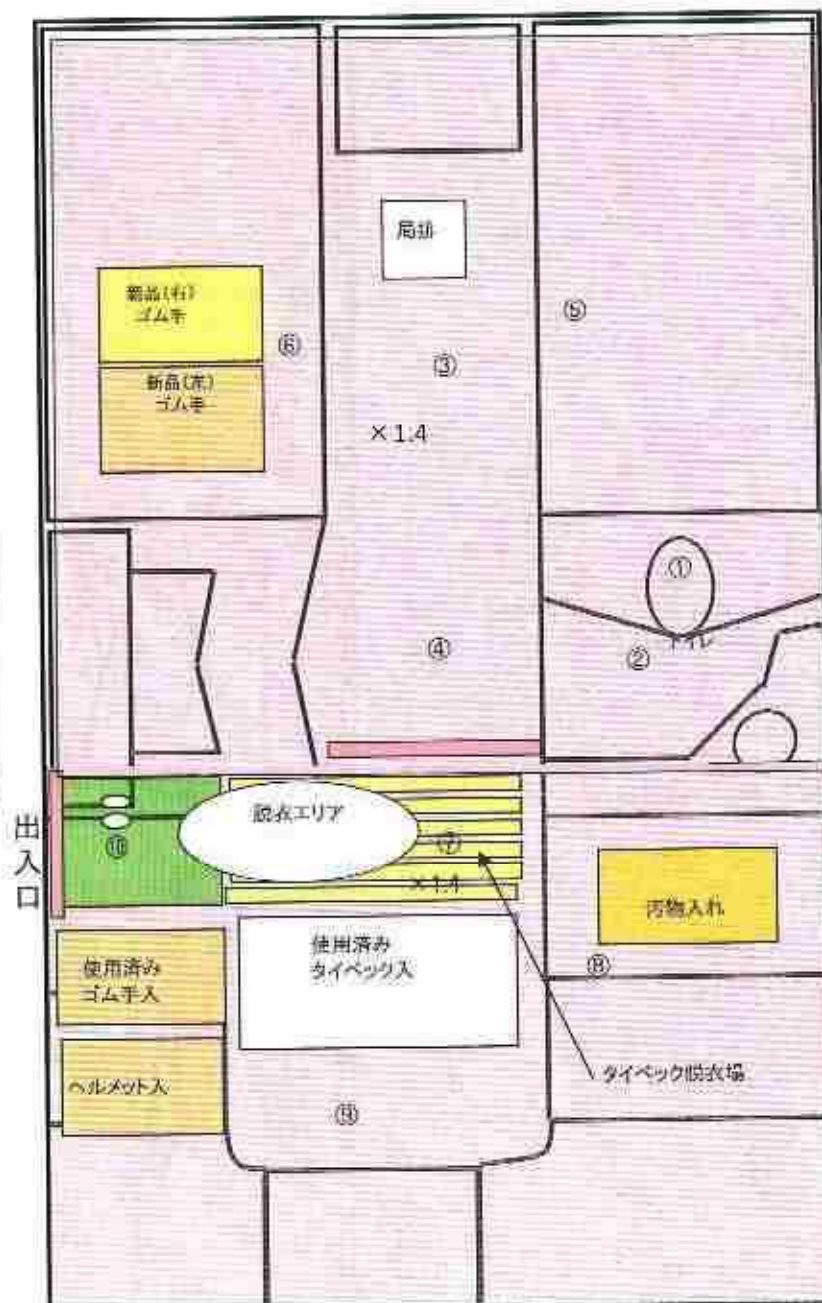 局排
新品(右)
ゴム手
⑤
⑥
③
新品(左)
ゴム手
×1.4
①
トイレ
④
②
出入口
脱衣エリア
⑦
×1.4
汚物入れ
使用済み
タイベック入
使用済み
ゴム手入
⑧
タイベック脱衣場
ヘルメット入
⑨